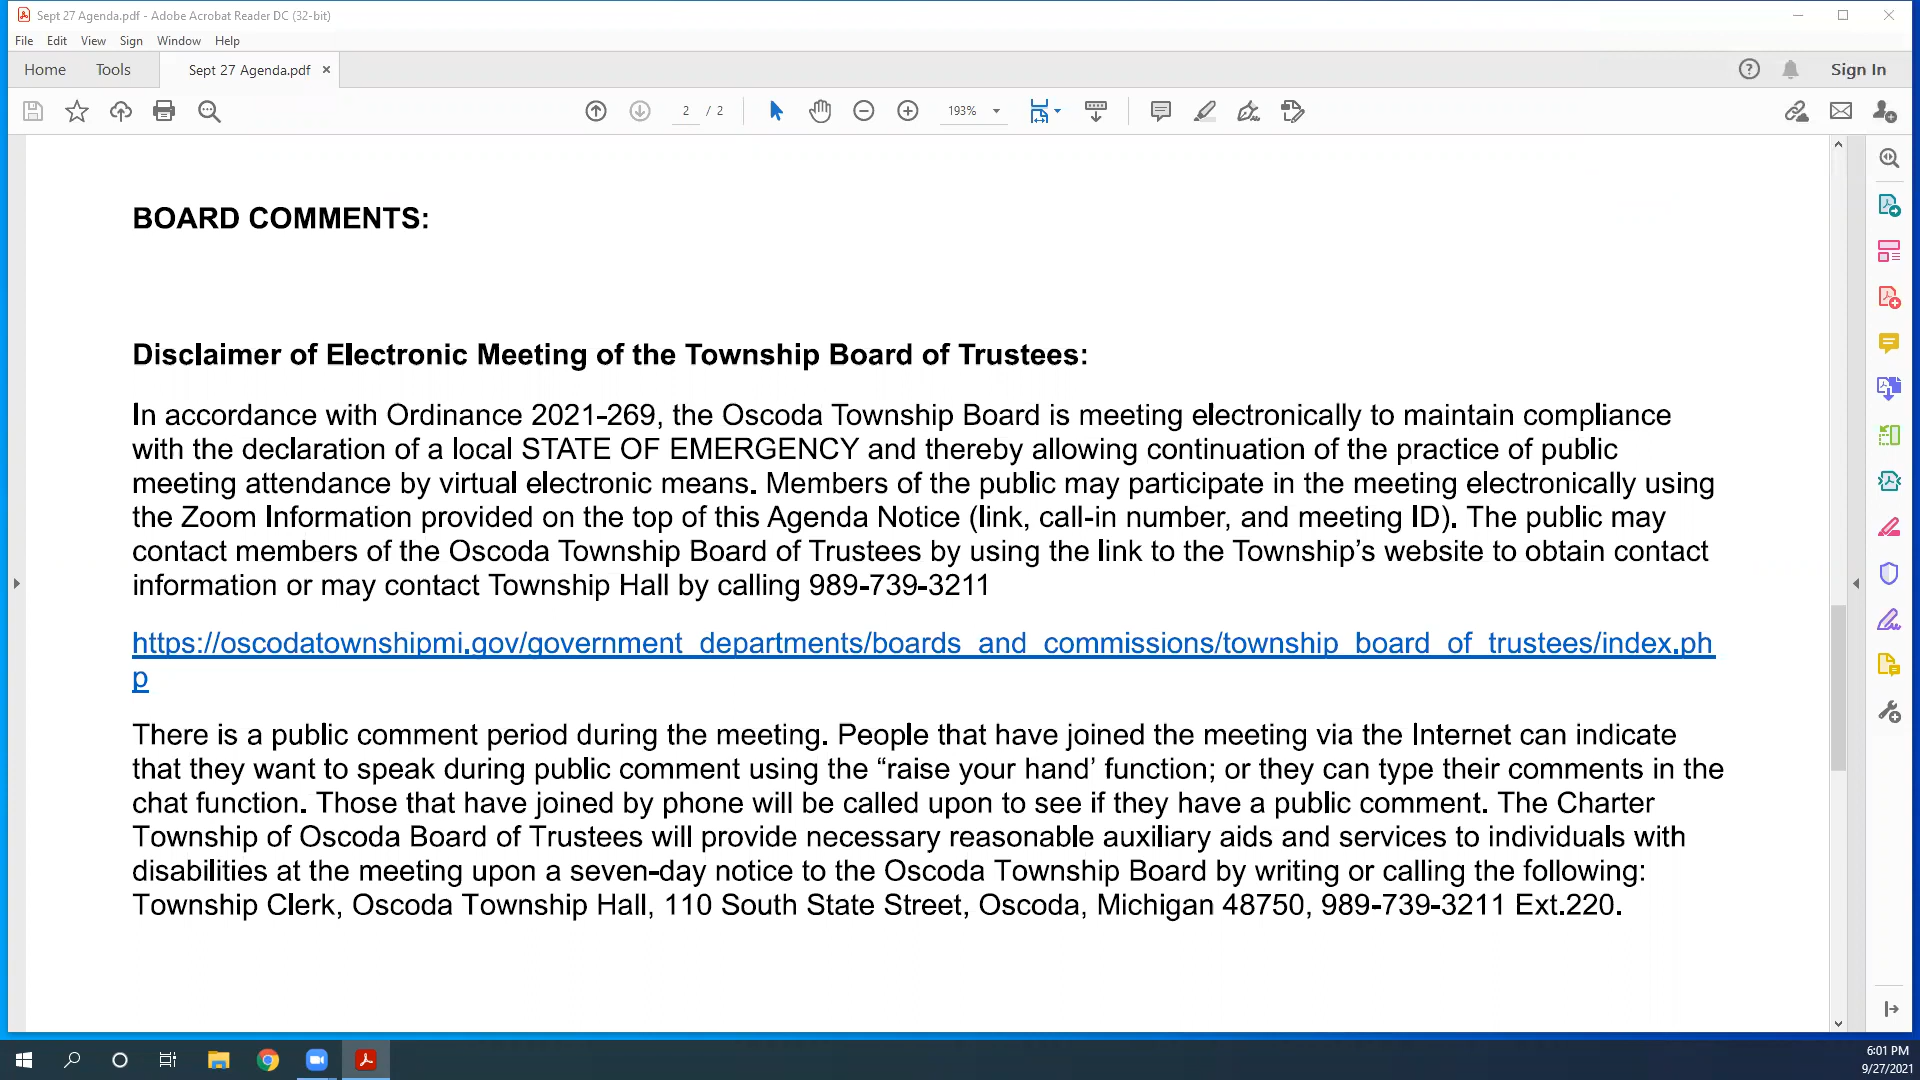 Sept 27 Agenda.pdf - Adobe Acrobat Reader DC (32-bit)
File Edit View Sign Window Help
Home Tools Sept 27 Agenda.pdf × Sign In
2 / 2 193%
BOARD COMMENTS:
Disclaimer of Electronic Meeting of the Township Board of Trustees:
In accordance with Ordinance 2021-269, the Oscoda Township Board is meeting electronically to maintain compliance
with the declaration of a local STATE OF EMERGENCY and thereby allowing continuation of the practice of public
meeting attendance by virtual electronic means. Members of the public may participate in the meeting electronically using
the Zoom Information provided on the top of this Agenda Notice (link, call-in number, and meeting ID). The public may
contact members of the Oscoda Township Board of Trustees by using the link to the Township’s website to obtain contact
information or may contact Township Hall by calling 989-739-3211
https://oscodatownshipmi.gov/government_departments/boards_and_commissions/township_board_of_trustees/index.ph
p
There is a public comment period during the meeting. People that have joined the meeting via the Internet can indicate
that they want to speak during public comment using the “raise your hand’ function; or they can type their comments in the
chat function. Those that have joined by phone will be called upon to see if they have a public comment. The Charter
Township of Oscoda Board of Trustees will provide necessary reasonable auxiliary aids and services to individuals with
disabilities at the meeting upon a seven-day notice to the Oscoda Township Board by writing or calling the following:
Township Clerk, Oscoda Township Hall, 110 South State Street, Oscoda, Michigan 48750, 989-739-3211 Ext.220.
6:01 PM
9/27/2021